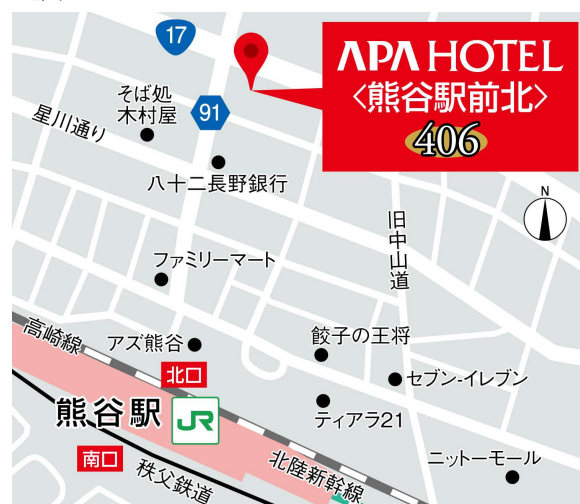 17
APA HOTEL
〈熊谷駅前北〉
406
そば処
木村屋
91
星川通り
八十二長野銀行
N
旧中山道
ファミリーマート
高崎線
アズ熊谷
北口
餃子の王将
セブン-イレブン
熊谷駅
JR
ティアラ21
南口
秩父鉄道
北陸新幹線
ニットーモール